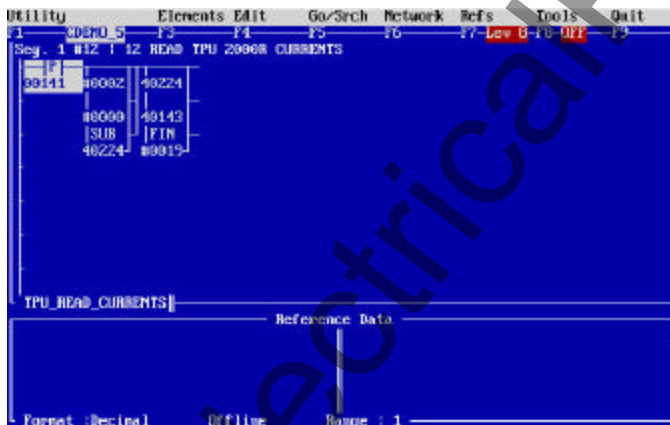 Utility Elements Edit Go/Srch Network Refs Tools Quit
F1 CDEMO_5 F3 F4 F5 F6 F7-Lev 8 F8-OFF F9
Seg. 1 #12 / 12 READ TPU 2000R CURRENTS
P
00141 #0002 40224
#0000 40143
SUB FIN
40224 #0019
TPU_READ_CURRENTS
Reference Data
Format :Decimal Offline Range : 1